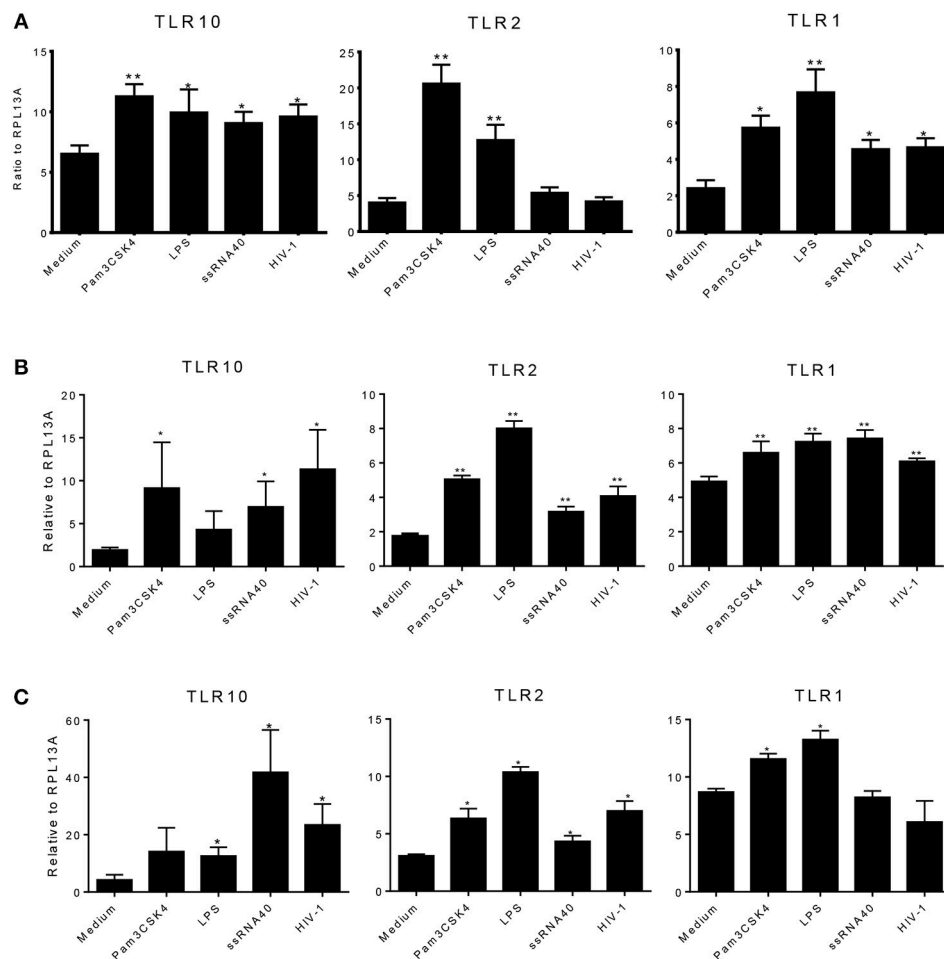 A
TLR10
TLR2
TLR1
Ratio to RPL13A
15
10
5
0
**
*
*
*
Medium
Pam3CSK4
LPS
ssRNA40
HIV-1
25
20
15
10
5
0
**
**
Medium
Pam3CSK4
LPS
ssRNA40
HIV-1
10
8
6
4
2
0
*
**
*
*
Medium
Pam3CSK4
LPS
ssRNA40
HIV-1
B
TLR10
TLR2
TLR1
Relative to RPL13A
20
15
10
5
0
*
*
*
Medium
Pam3CSK4
LPS
ssRNA40
HIV-1
10
8
6
4
2
0
**
**
**
**
Medium
Pam3CSK4
LPS
ssRNA40
HIV-1
10
8
6
4
2
0
**
**
**
**
Medium
Pam3CSK4
LPS
ssRNA40
HIV-1
C
TLR10
TLR2
TLR1
Relative to RPL13A
60
40
20
0
*
*
*
Medium
Pam3CSK4
LPS
ssRNA40
HIV-1
15
10
5
0
*
*
*
*
Medium
Pam3CSK4
LPS
ssRNA40
HIV-1
15
10
5
0
*
*
Medium
Pam3CSK4
LPS
ssRNA40
HIV-1